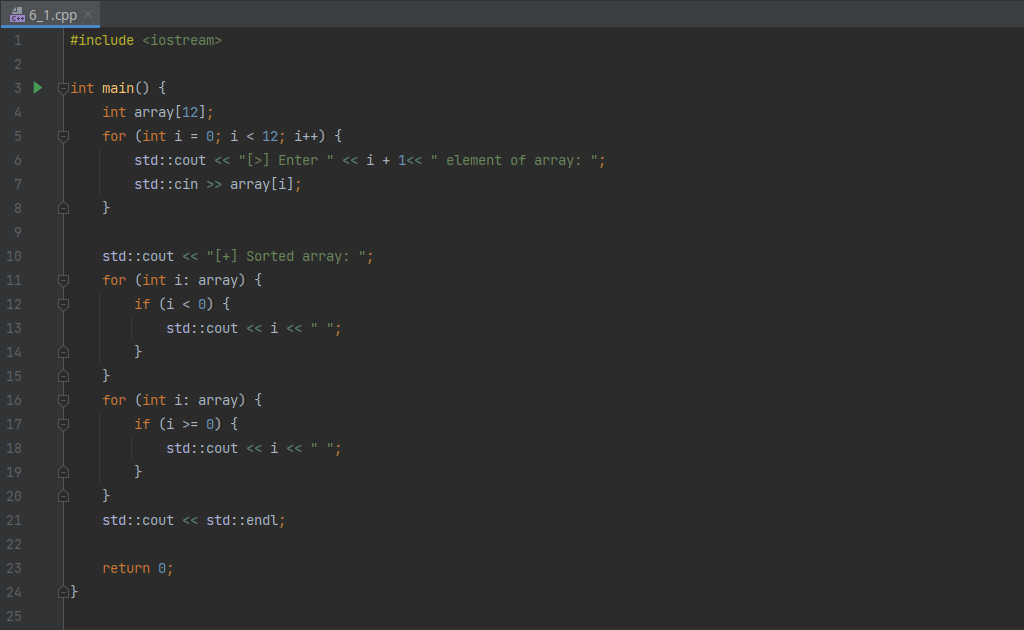 6_1.cpp
1 #include <iostream>
2
3 int main() {
4     int array[12];
5     for (int i = 0; i < 12; i++) {
6         std::cout << "[>] Enter " << i + 1<< " element of array: ";
7         std::cin >> array[i];
8     }
9
10     std::cout << "[+] Sorted array: ";
11     for (int i: array) {
12         if (i < 0) {
13             std::cout << i << " ";
14         }
15     }
16     for (int i: array) {
17         if (i >= 0) {
18             std::cout << i << " ";
19         }
20     }
21     std::cout << std::endl;
22
23     return 0;
24 }
25